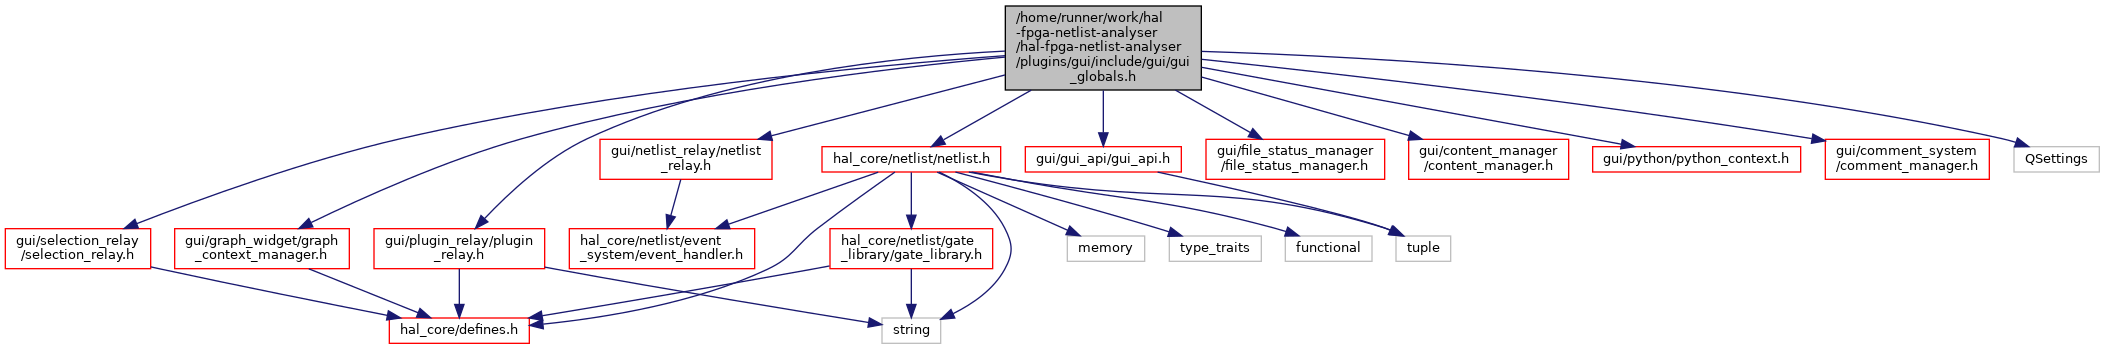 /home/runner/work/hal
-fpga-netlist-analyser
/hal-fpga-netlist-analyser
/plugins/gui/include/gui/gui
_globals.h
gui/netlist_relay/netlist
_relay.h
hal_core/netlist/netlist.h
gui/gui_api/gui_api.h
gui/file_status_manager
/file_status_manager.h
gui/content_manager
/content_manager.h
gui/python/python_context.h
gui/comment_system
/comment_manager.h
QSettings
gui/selection_relay
/selection_relay.h
gui/graph_widget/graph
_context_manager.h
gui/plugin_relay/plugin
_relay.h
hal_core/netlist/event
_system/event_handler.h
hal_core/netlist/gate
_library/gate_library.h
memory
type_traits
functional
tuple
hal_core/defines.h
string